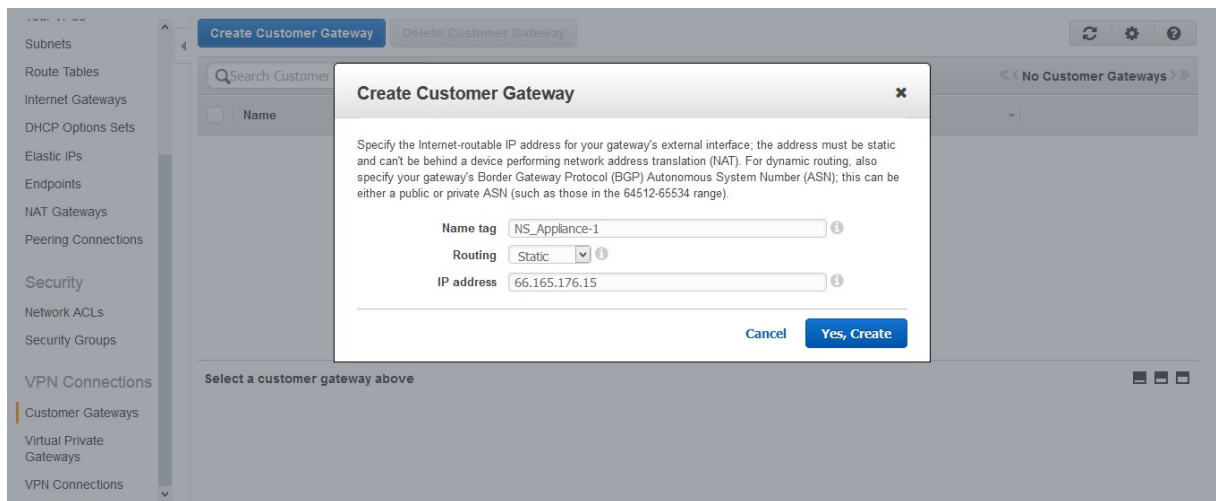 Subnets
Route Tables
Internet Gateways
DHCP Options Sets
Elastic IPs
Endpoints
NAT Gateways
Peering Connections
Security
Network ACLs
Security Groups
VPN Connections
Customer Gateways
Virtual Private
Gateways
VPN Connections
Create Customer Gateway
Delete Customer Gateway
Search Customer
No Customer Gateways
Name
Create Customer Gateway
Specify the Internet-routable IP address for your gateway's external interface; the address must be static
and can't be behind a device performing network address translation (NAT). For dynamic routing, also
specify your gateway's Border Gateway Protocol (BGP) Autonomous System Number (ASN); this can be
either a public or private ASN (such as those in the 64512-65534 range).
Name tag NS_Appliance-1
Routing Static
IP address 66.165.176.15
Cancel Yes, Create
Select a customer gateway above